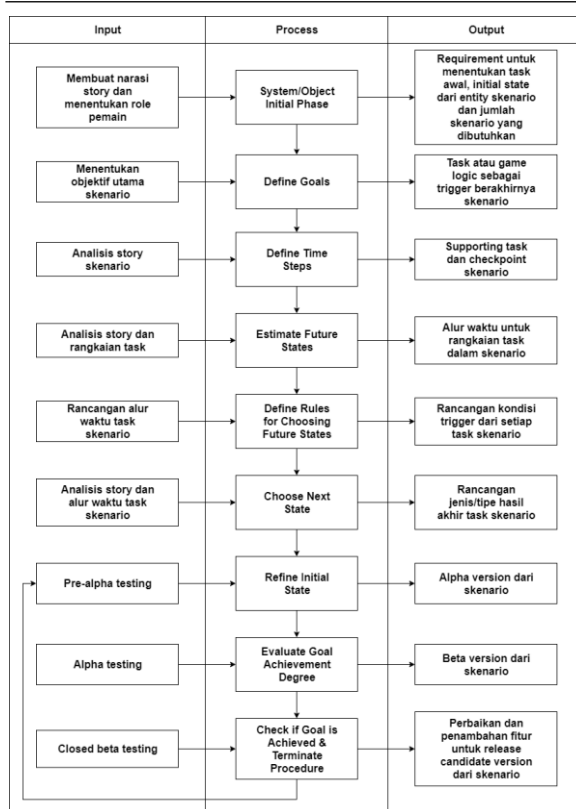 Input
Process
Output
Membuat narasi
story dan
menentukan role
pemain
System/Object
Initial Phase
Requirement untuk
menentukan task
awal, initial state
dari entity skenario
dan jumlah
skenario yang
dibutuhkan
Menentukan
objektif utama
skenario
Define Goals
Task atau game
logic sebagai
trigger berakhirnya
skenario
Analisis story
skenario
Define Time
Steps
Supporting task
dan checkpoint
skenario
Analisis story dan
rangkaian task
Estimate Future
States
Alur waktu untuk
rangkaian task
dalam skenario
Rancangan alur
waktu task
skenario
Define Rules
for Choosing
Future States
Rancangan kondisi
trigger dari setiap
task skenario
Analisis story dan
alur waktu task
skenario
Choose Next
State
Rancangan
jenis/tipe hasil
akhir task skenario
Pre-alpha testing
Refine Initial
State
Alpha version dari
skenario
Alpha testing
Evaluate Goal
Achievement
Degree
Beta version dari
skenario
Closed beta testing
Check if Goal is
Achieved &
Terminate
Procedure
Perbaikan dan
penambahan fitur
untuk release
candidate version
dari skenario